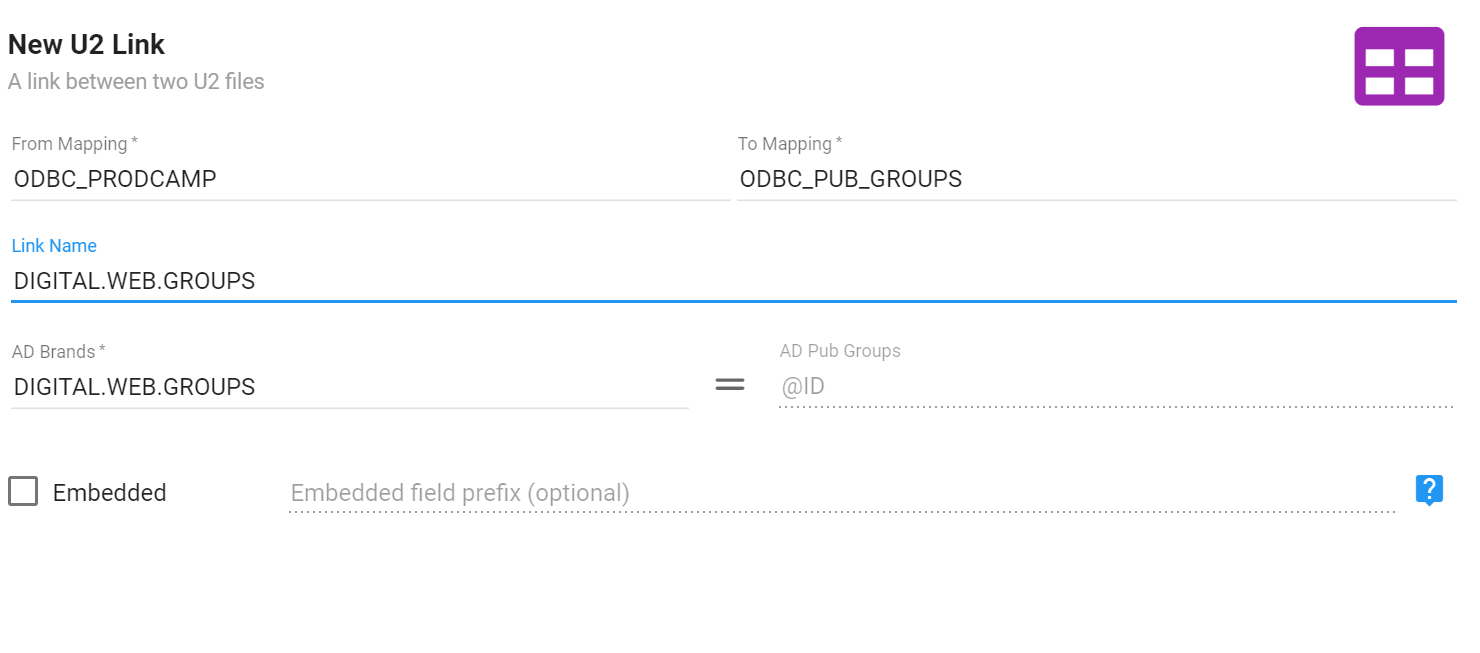 New U2 Link
A link between two U2 files
From Mapping *
To Mapping *
ODBC_PRODCAMP
ODBC_PUB_GROUPS
Link Name
DIGITAL.WEB.GROUPS
AD Brands *
AD Pub Groups
DIGITAL.WEB.GROUPS
=
@ID
Embedded
Embedded field prefix (optional)
?